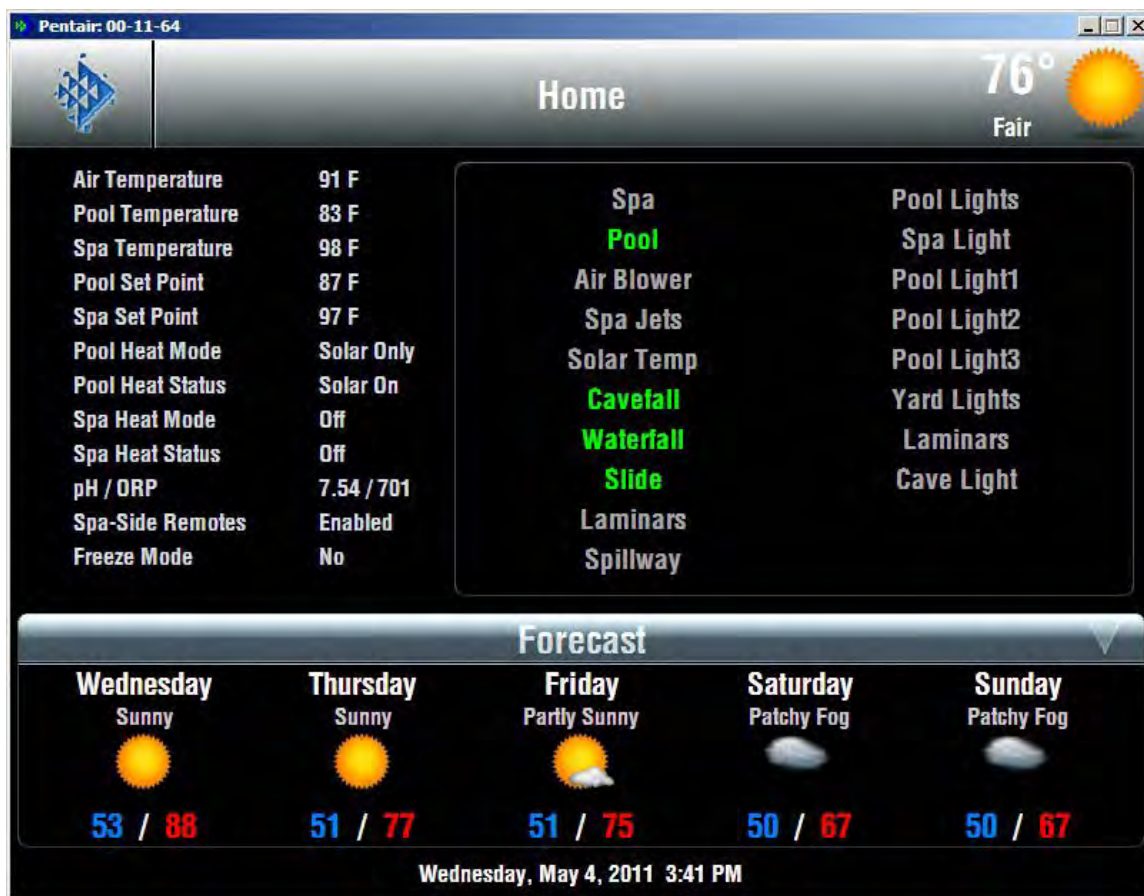 Pentair: 00-11-64
Home
76°
Fair
Air Temperature 91 F
Pool Temperature 83 F
Spa Temperature 98 F
Pool Set Point 87 F
Spa Set Point 97 F
Pool Heat Mode Solar Only
Pool Heat Status Solar On
Spa Heat Mode Off
Spa Heat Status Off
pH / ORP 7.54 / 701
Spa-Side Remotes Enabled
Freeze Mode No
Spa Pool Lights
Pool Spa Light
Air Blower Pool Light1
Spa Jets Pool Light2
Solar Temp Pool Light3
Cavefall Yard Lights
Waterfall Laminars
Slide Cave Light
Laminars
Spillway
Forecast
Wednesday Thursday Friday Saturday Sunday
Sunny Sunny Partly Sunny Patchy Fog Patchy Fog
53 / 88 51 / 77 51 / 75 50 / 67 50 / 67
Wednesday, May 4, 2011 3:41 PM